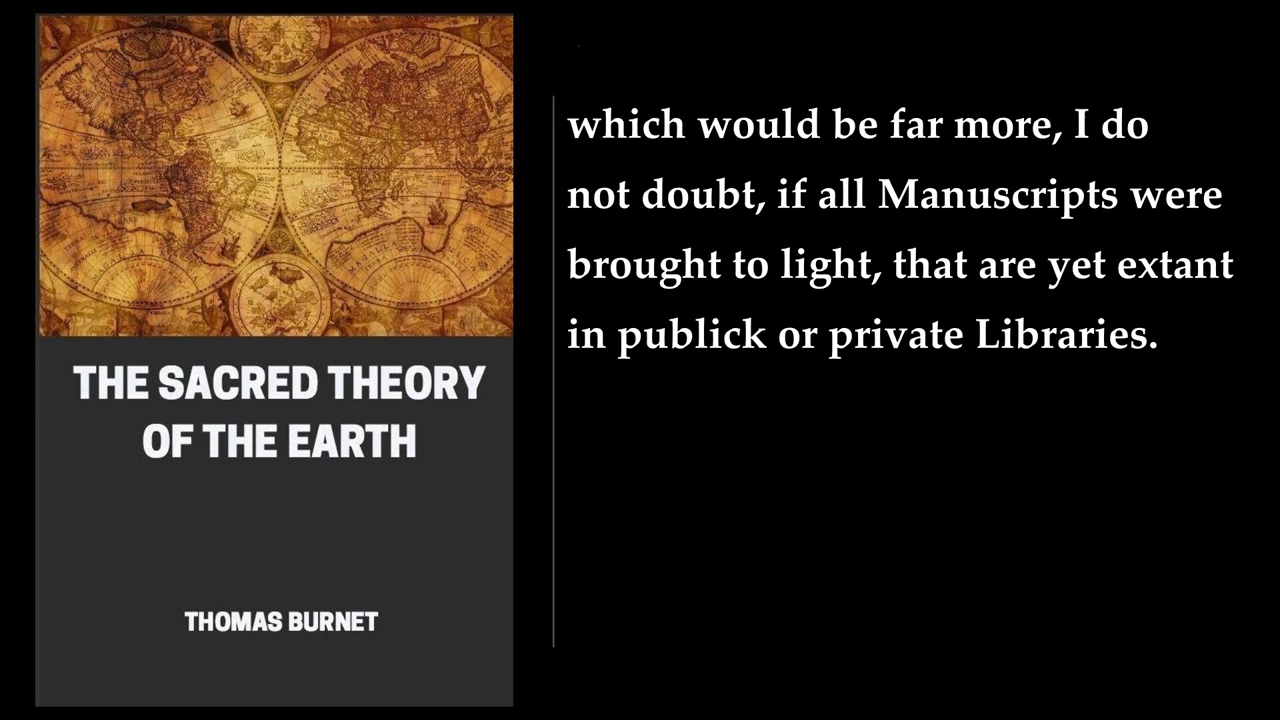 THE SACRED THEORY
OF THE EARTH
THOMAS BURNET
which would be far more, I do
not doubt, if all Manuscripts were
brought to light, that are yet extant
in publick or private Libraries.